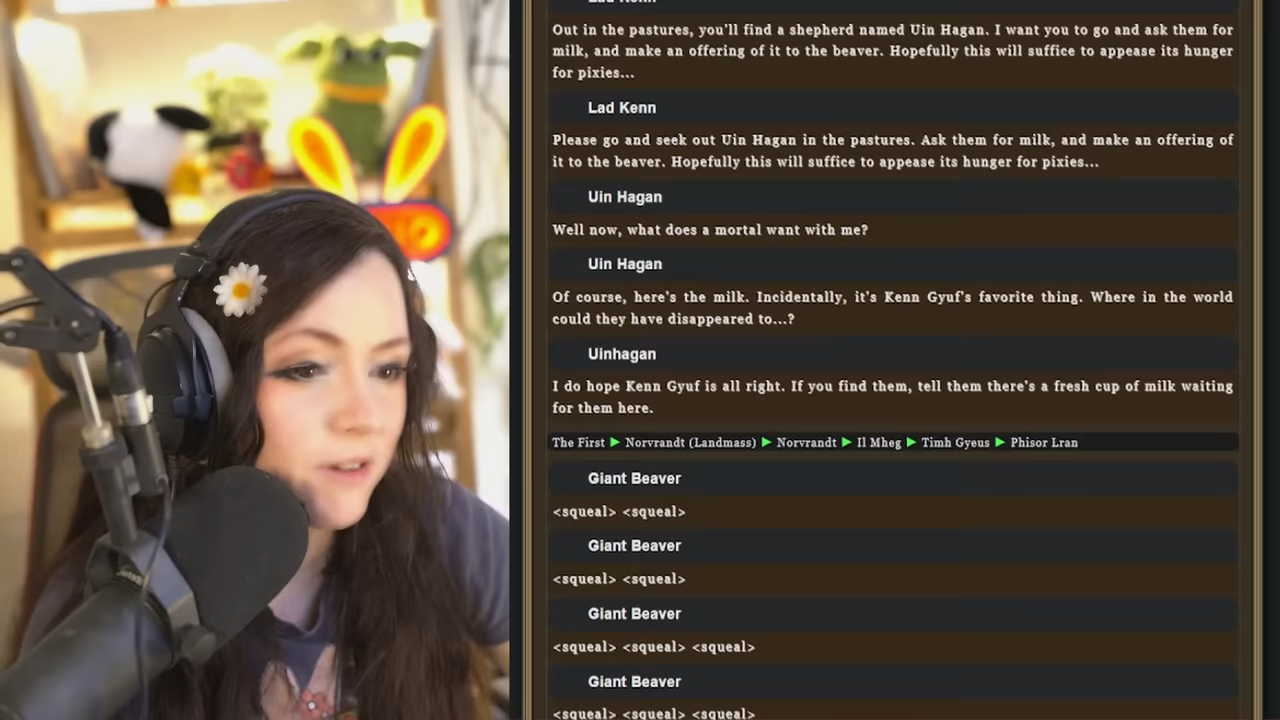 Lad Kenn
Out in the pastures, you'll find a shepherd named Uin Hagan. I want you to go and ask them for
milk, and make an offering of it to the beaver. Hopefully this will suffice to appease its hunger
for pixies...
Lad Kenn
Please go and seek out Uin Hagan in the pastures. Ask them for milk, and make an offering of
it to the beaver. Hopefully this will suffice to appease its hunger for pixies...
Uin Hagan
Well now, what does a mortal want with me?
Uin Hagan
Of course, here's the milk. Incidentally, it's Kenn Gyuf's favorite thing. Where in the world
could they have disappeared to...?
Uinhagan
I do hope Kenn Gyuf is all right. If you find them, tell them there's a fresh cup of milk waiting
for them here.
The First ▶ Norvrandt (Landmass) ▶ Norvrandt ▶ Il Mheg ▶ Timh Gyeus ▶ Phisor Lran
Giant Beaver
<squeal> <squeal>
Giant Beaver
<squeal> <squeal>
Giant Beaver
<squeal> <squeal> <squeal>
Giant Beaver
<squeal> <squeal> <squeal>